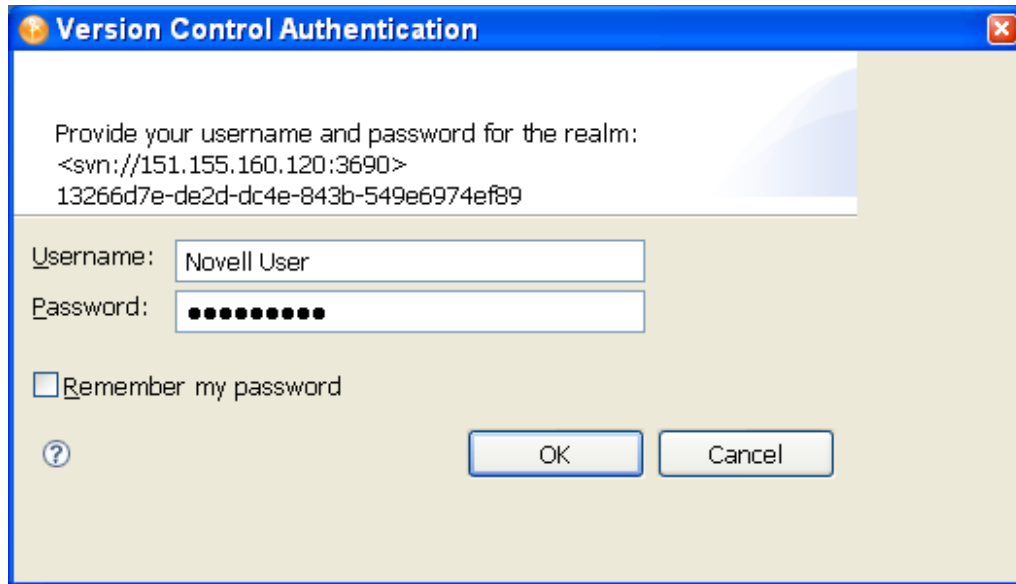 Version Control Authentication
Provide your username and password for the realm:
<svn://151.155.160.120:3690>
13266d7e-de2d-dc4e-843b-549e6974ef89
Username: Novell User
Password: ●●●●●●●●●
Remember my password
? OK Cancel